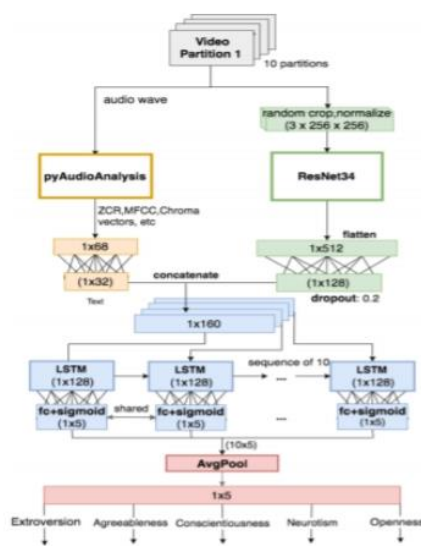 Video
Partition 1
10 partitions
audio wave
random crop,normalize
(3 x 256 x 256)
pyAudioAnalysis
ResNet34
ZCR,MFCC,Chroma
vectors, etc
flatten
1x68
1x512
(1x32)
concatenate
(1x128)
Text
dropout: 0.2
1x160
LSTM
(1x128)
LSTM
(1x128)
sequence of 10
...
LSTM
(1x128)
fc+sigmoid
(1x5)
shared
fc+sigmoid
(1x5)
...
fc+sigmoid
(1x5)
(10x5)
AvgPool
1x5
Extroversion
Agreeableness
Conscientiousness
Neurotism
Openness